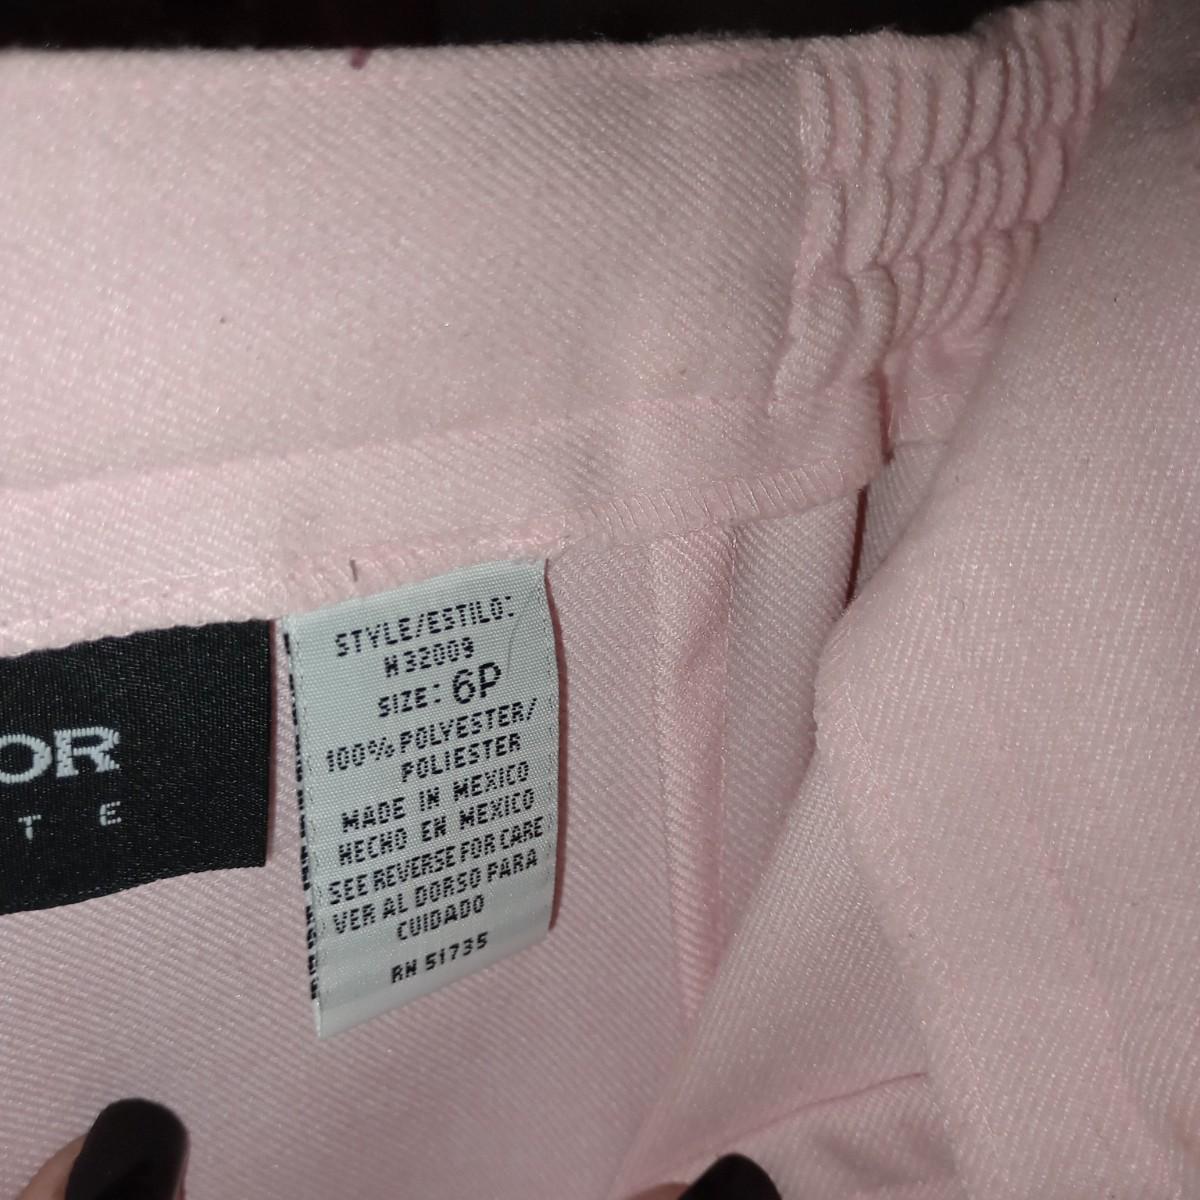 OR
T E
STYLE/ESTILO:
W32009
SIZE: 6P
100% POLYESTER/
POLIESTER
MADE IN MEXICO
HECHO EN MEXICO
SEE REVERSE FOR CARE
VER AL DORSO PARA
CUIDADO
RN 51735